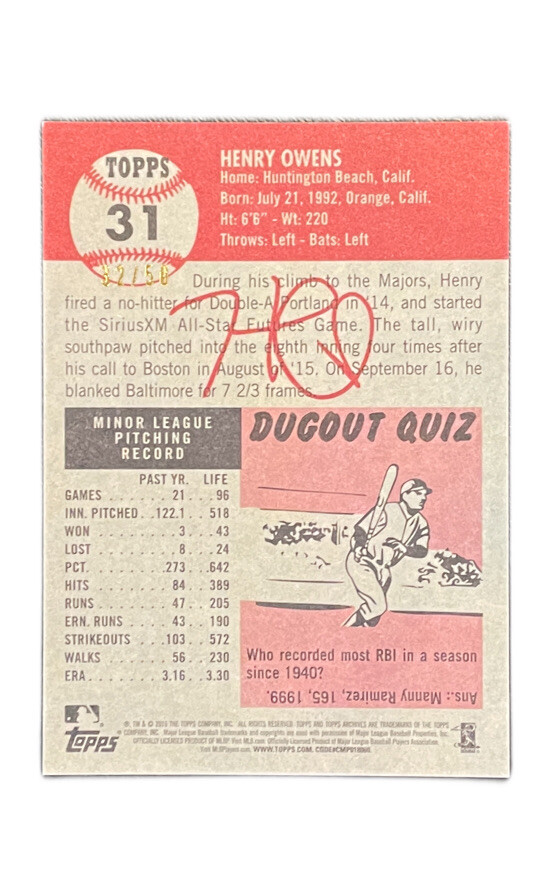 TOPPS
31
HENRY OWENS
Home: Huntington Beach, Calif.
Born: July 21, 1992, Orange, Calif.
Ht: 6'6" - Wt: 220
Throws: Left - Bats: Left
32/50
During his climb to the Majors, Henry
fired a no-hitter for Double-A Portland in '14, and started
the SiriusXM All-Star Futures Game. The tall, wiry
southpaw pitched into the eighth inning four times after
his call to Boston in August of '15. On September 16, he
blanked Baltimore for 7 2/3 frames.
MINOR LEAGUE
PITCHING
RECORD
PAST YR. LIFE
GAMES . . . . . . . 21 . . 96
INN. PITCHED . . 122.1 . . 518
WON . . . . . . . . . 3 . . 43
LOST . . . . . . . . 8 . . 24
PCT. . . . . . . . .273 . .642
HITS . . . . . . . . 84 . . 389
RUNS . . . . . . . 47 . . 205
ERN. RUNS . . . . 43 . . 190
STRIKEOUTS . . . 103 . . 572
WALKS . . . . . . . 56 . . 230
ERA . . . . . . . . 3.16 . . 3.30
DUGOUT QUIZ
Who recorded most RBI in a season
since 1940?
Ans.: Manny Ramirez, 165, 1999.
topps
WWW.TOPPS.COM.